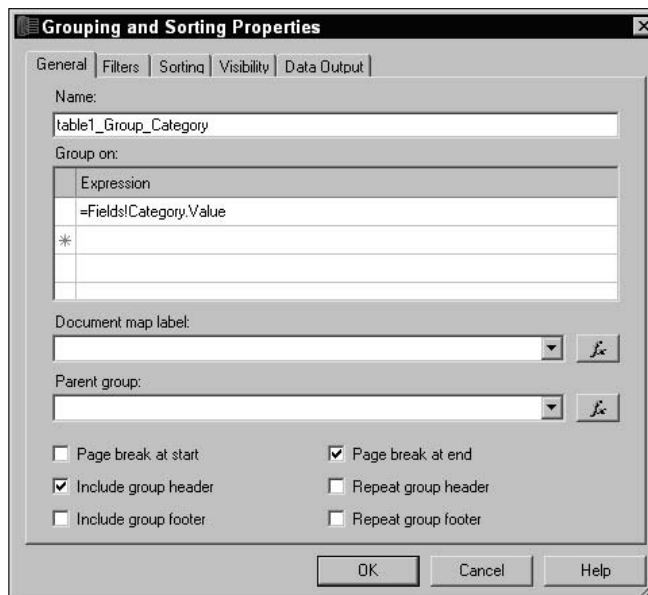 Grouping and Sorting Properties
General Filters Sorting Visibility Data Output
Name:
table1_Group_Category
Group on:
Expression
=Fields!Category.Value
Document map label:
fx
Parent group:
fx
Page break at start Page break at end
Include group header Repeat group header
Include group footer Repeat group footer
OK Cancel Help